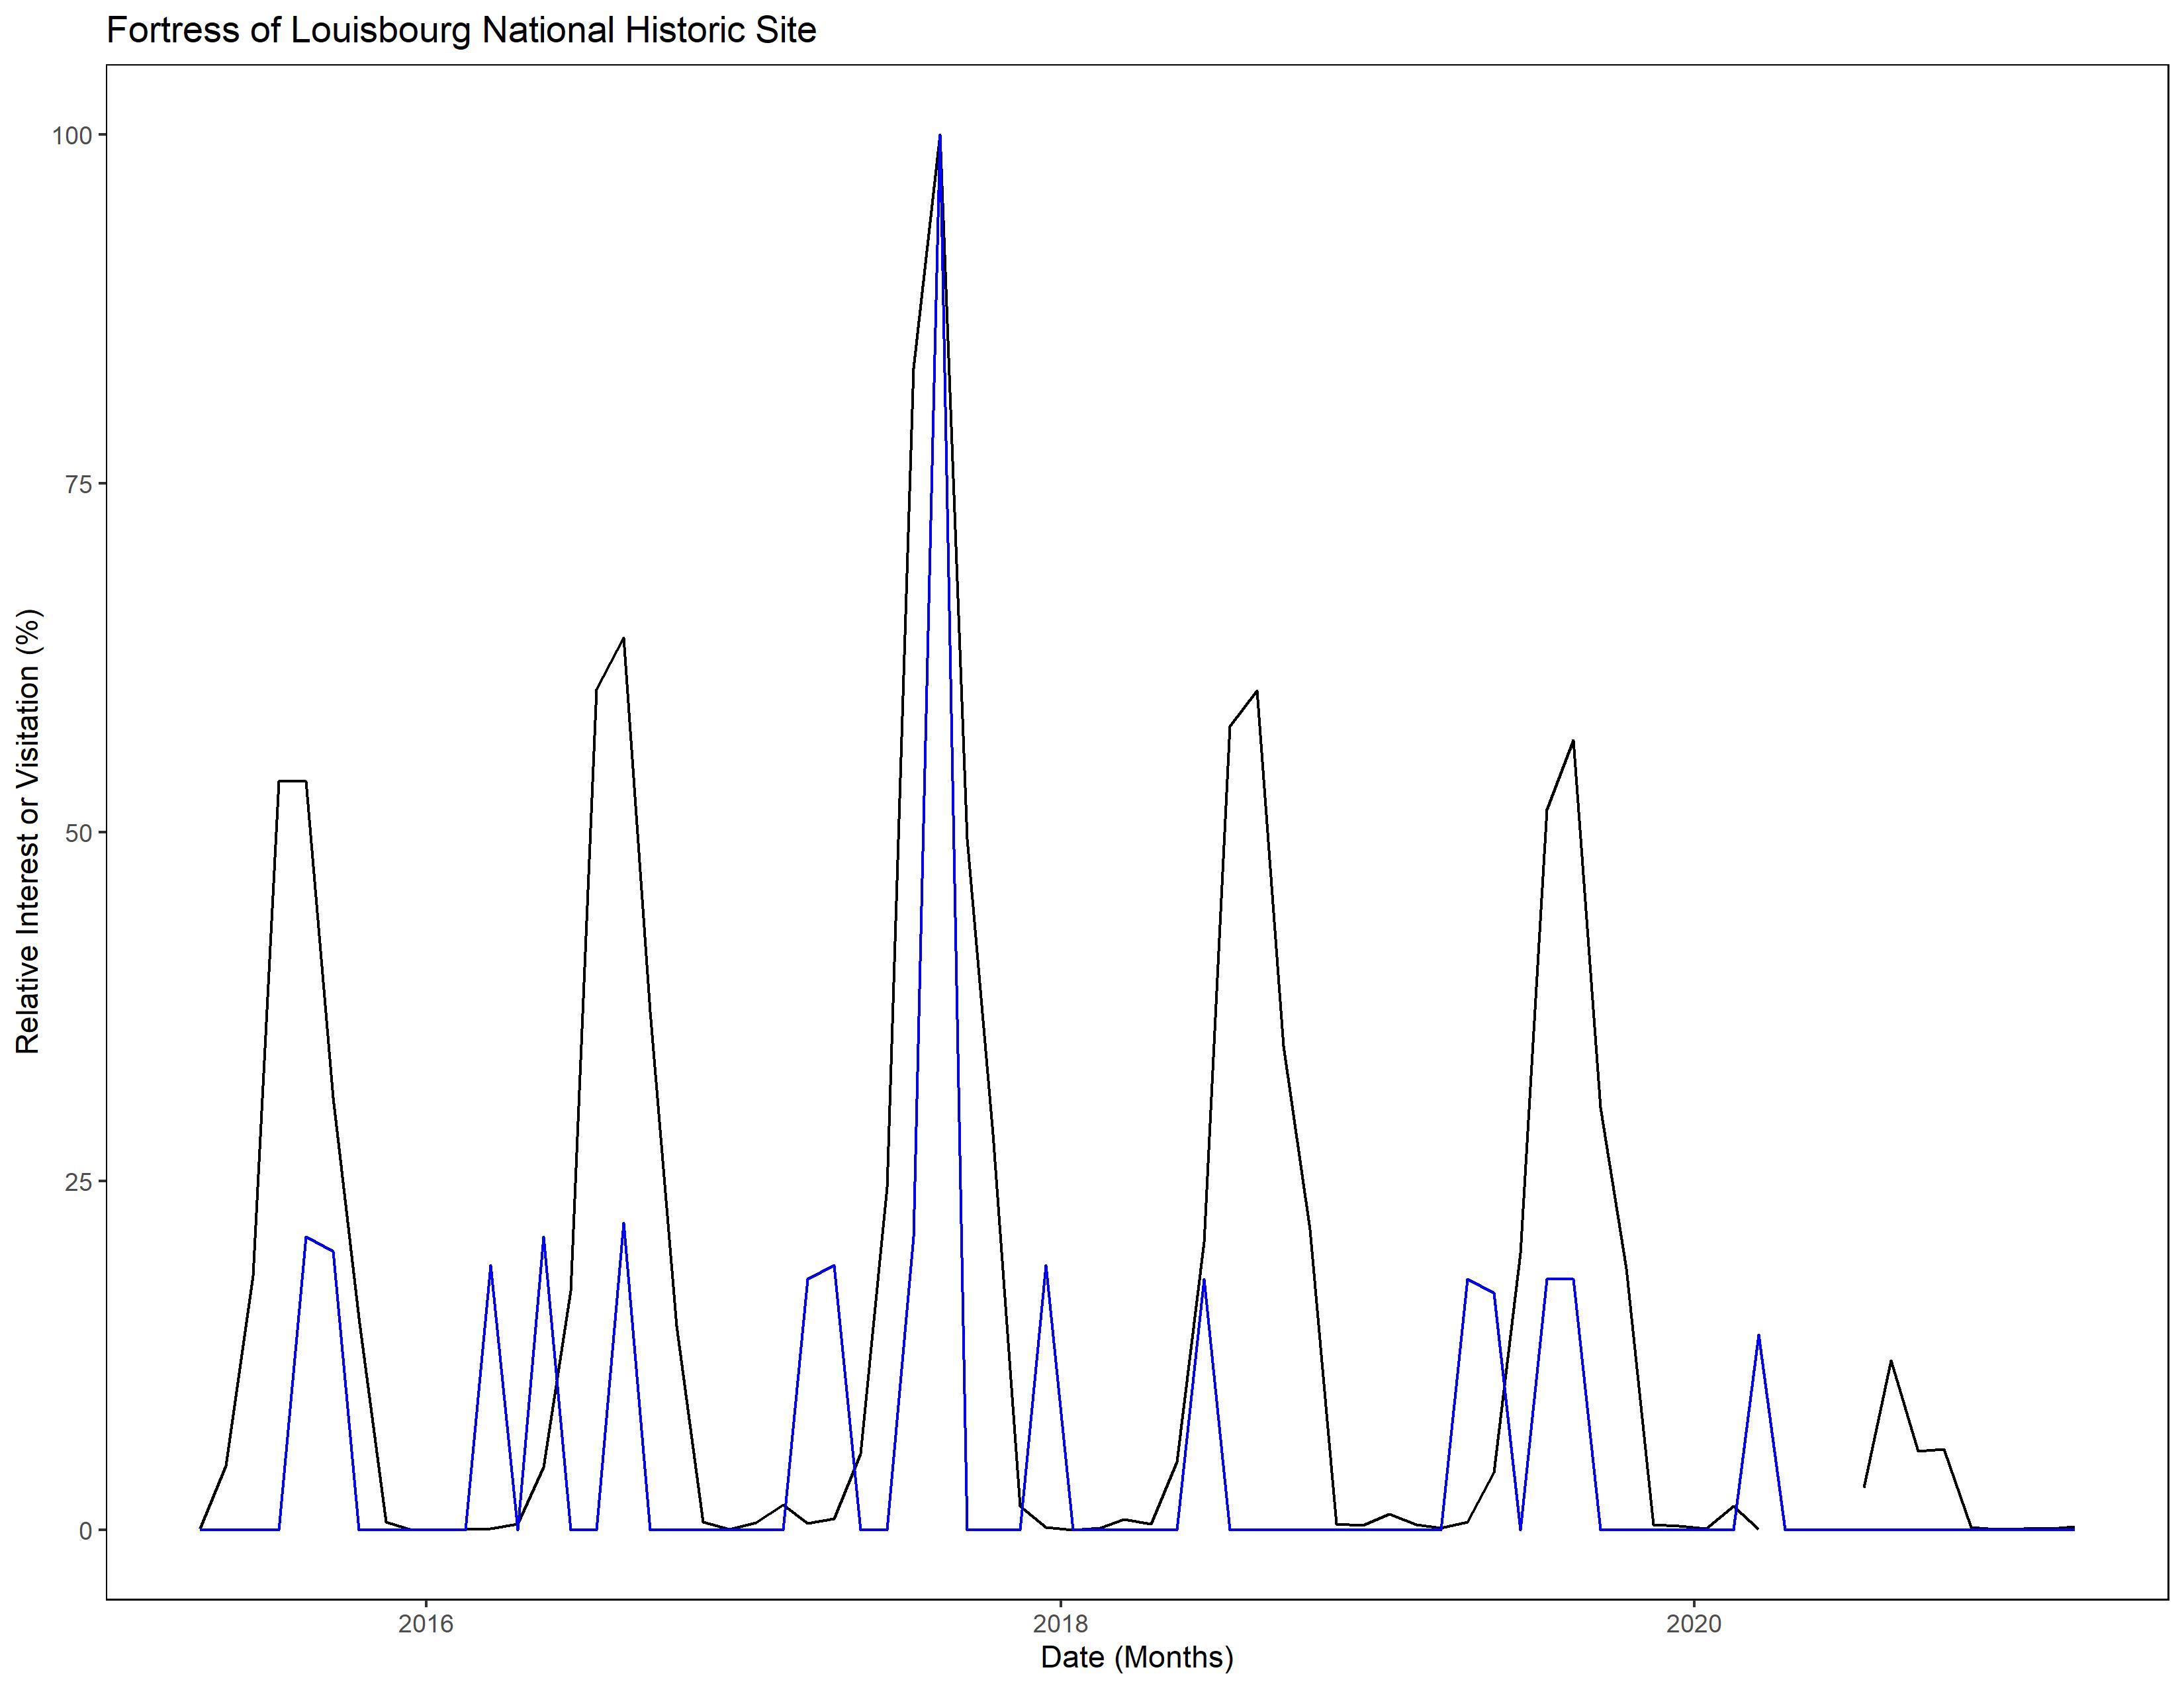 Fortress of Louisbourg National Historic Site
Relative Interest or Visitation (%)
100
75
50
25
0
2016 2018 2020
Date (Months)